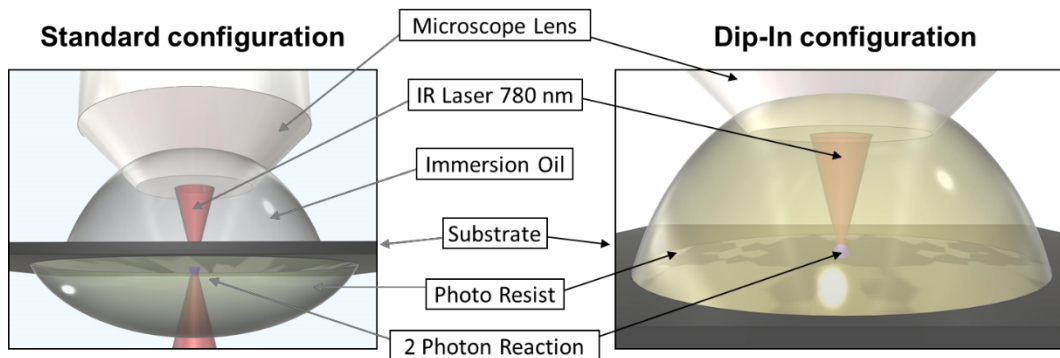 Standard configuration
Microscope Lens
Dip-In configuration
IR Laser 780 nm
Immersion Oil
Substrate
Photo Resist
2 Photon Reaction